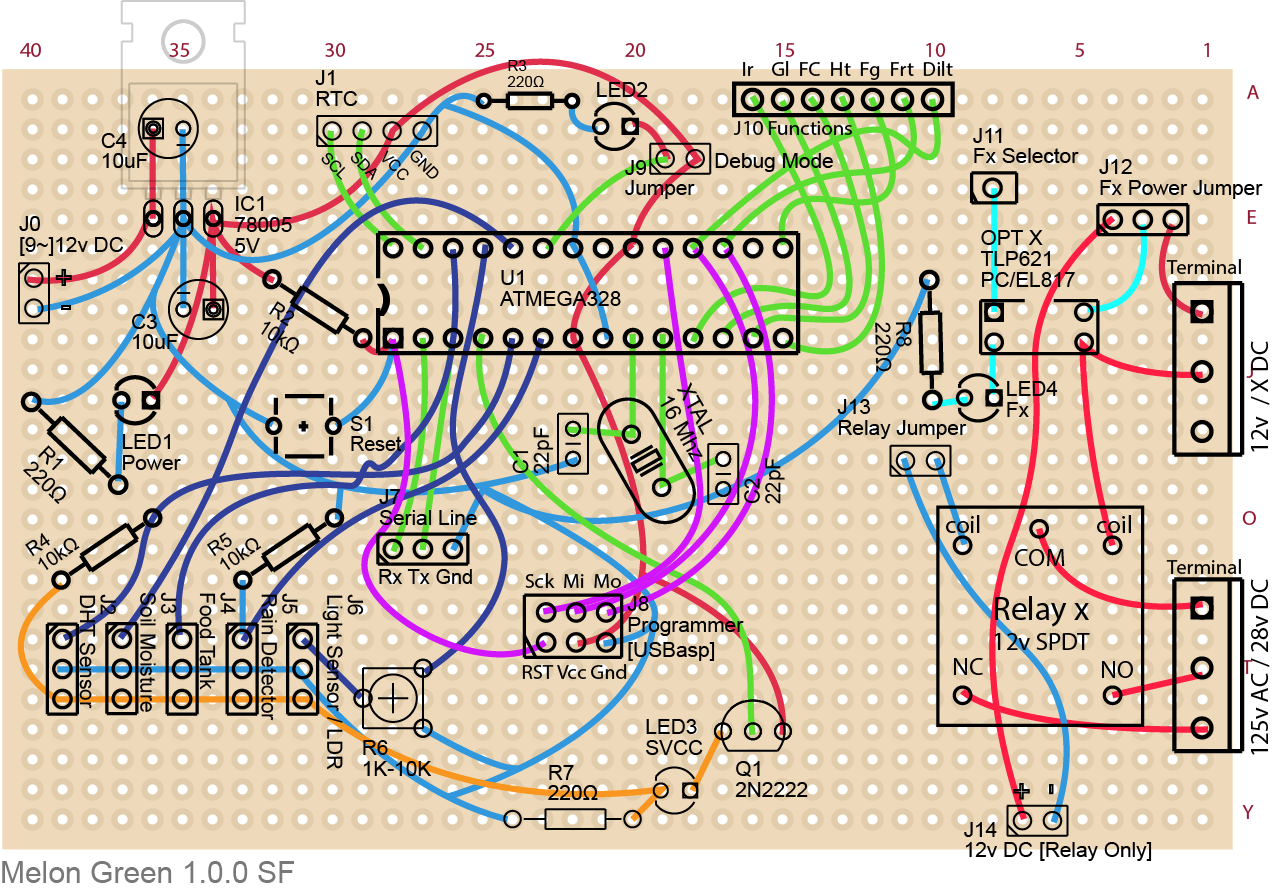 40 35 30 25 20 15 10 5 1
A
E
J
O
T
Y
C4
10uF
J1
RTC
SCL SDA VCC GND
R3
220Ω
LED2
Ir Gl FC Ht Fg Frt Dilt
J10 Functions
J9
Jumper
Debug Mode
J11
Fx Selector
J12
Fx Power Jumper
J0
[9~]12v DC
+
-
IC1
78005
5V
C3
10uF
R2
10kΩ
U1
ATMEGA328
OPT X
TLP621
PC/EL817
Terminal
12v / X DC
R8
220Ω
LED4
Fx
J13
Relay Jumper
LED1
Power
R1
220Ω
S1
Reset
C1
22pF
XTAL
16 Mhz
C2
22pF
R4
10kΩ
R5
10kΩ
J7
Serial Line
Rx Tx Gnd
Sck Mi Mo
J8
Programmer
[USBasp]
RST Vcc Gnd
coil
COM
coil
Relay x
12v SPDT
NC
NO
Terminal
125v AC / 28v DC
J2
DHT Sensor
J3
Soil Moisture
J4
Food Tank
J5
Rain Detector
J6
Light Sensor / LDR
R6
1K-10K
LED3
SVCC
R7
220Ω
Q1
2N2222
+ -
J14
12v DC [Relay Only]
Melon Green 1.0.0 SF